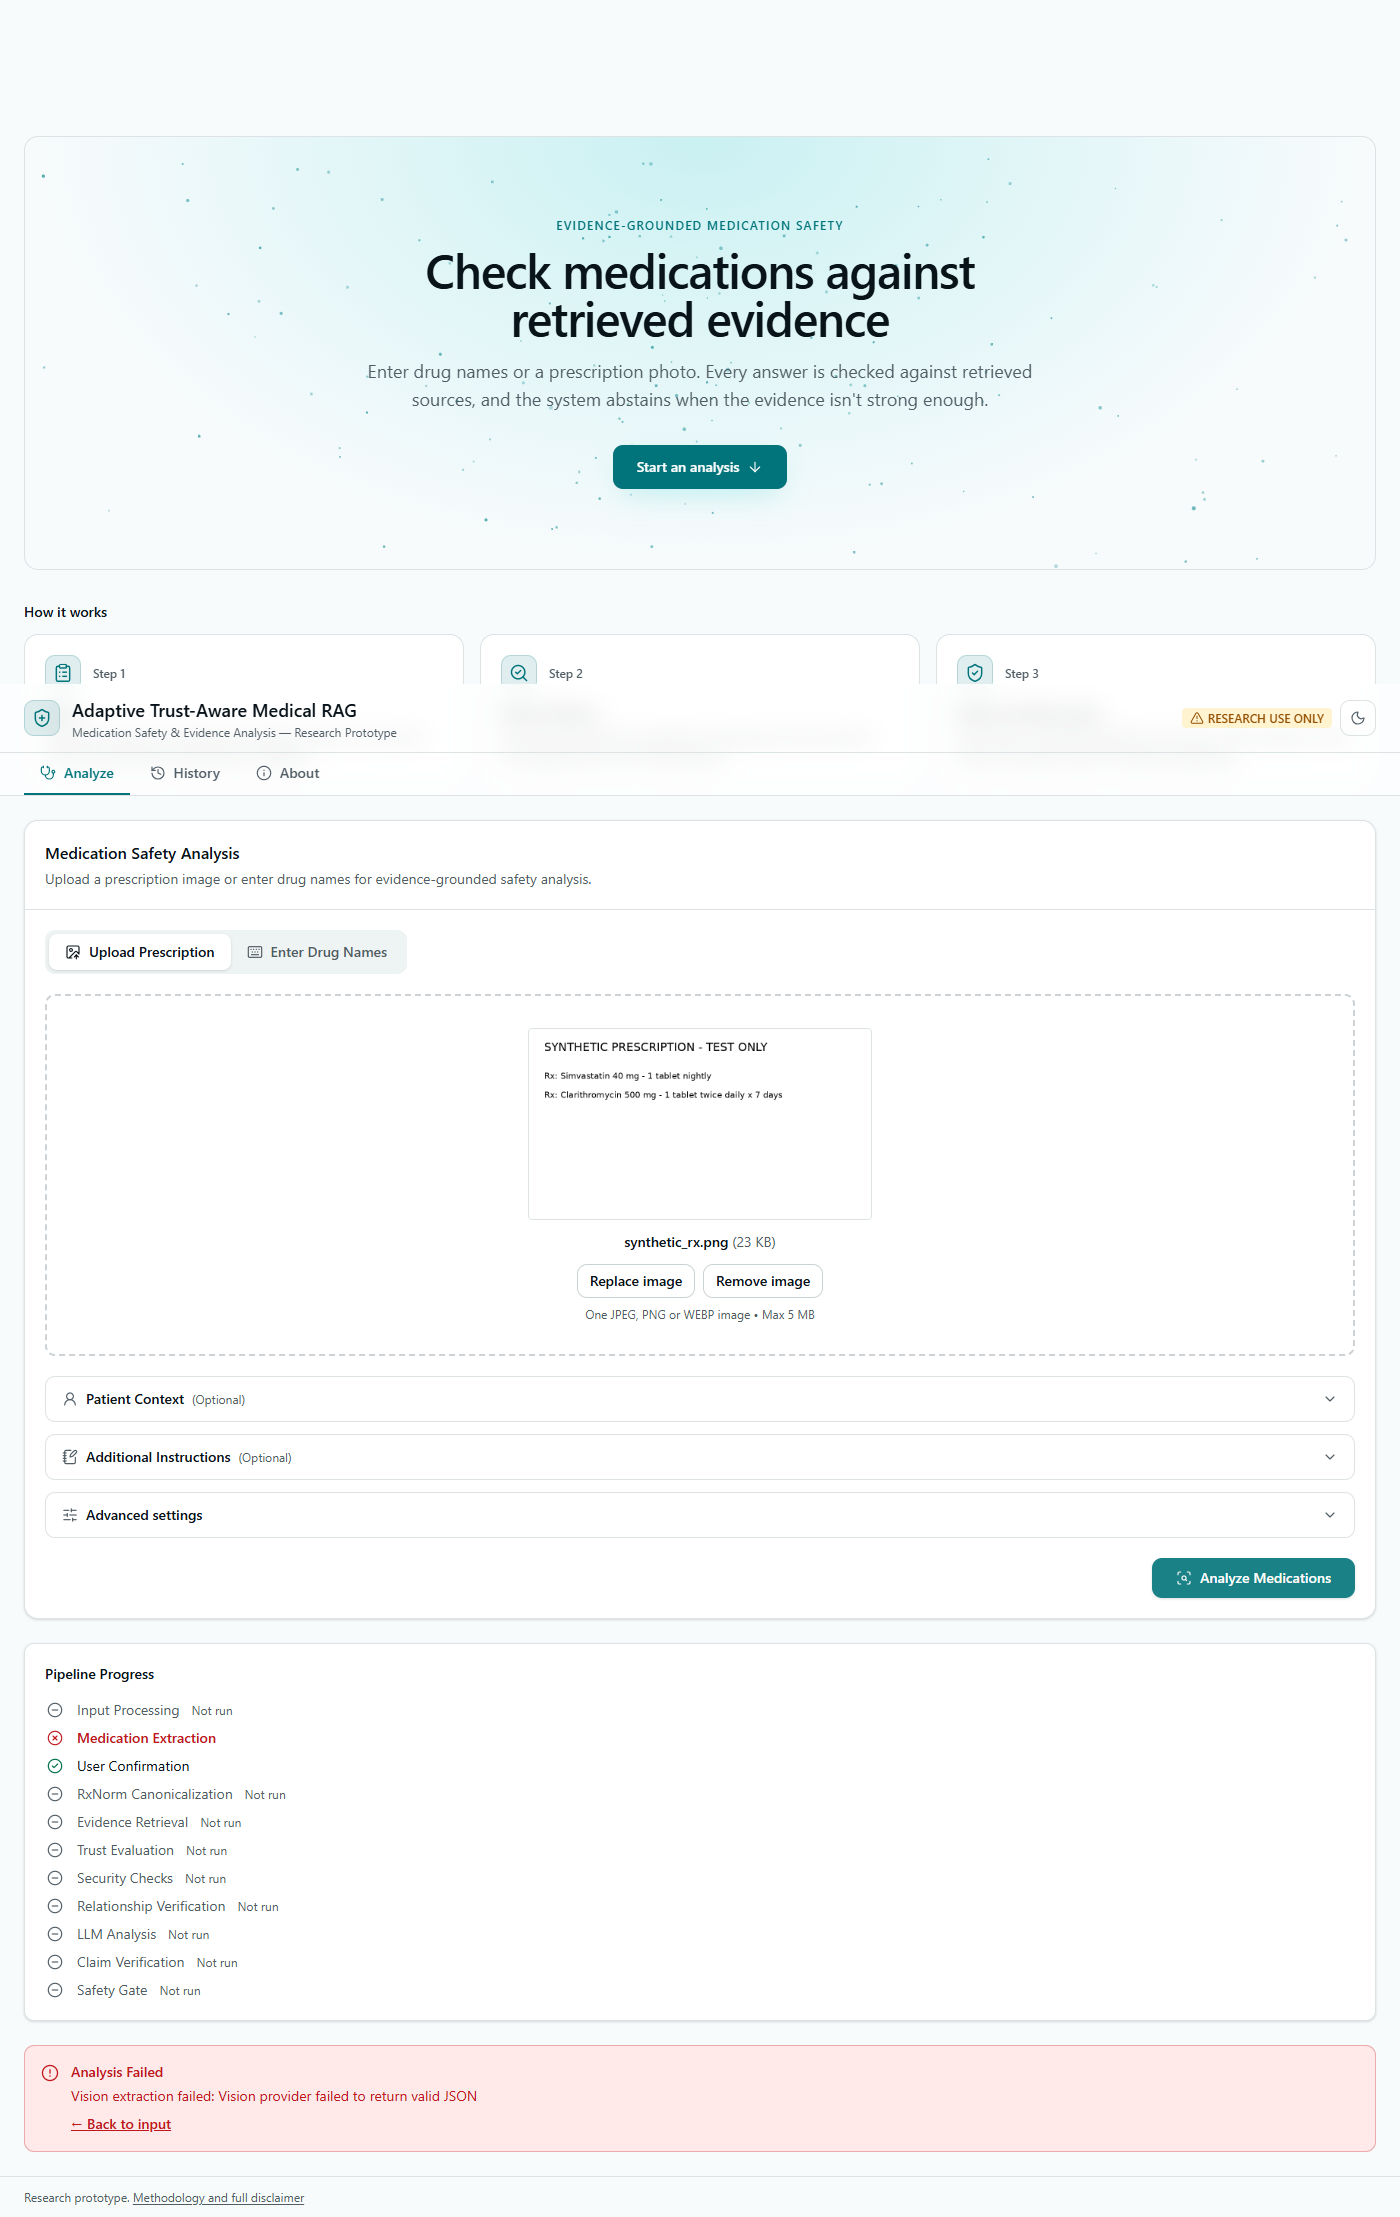 EVIDENCE-GROUNDED MEDICATION SAFETY
Check medications against
retrieved evidence
Enter drug names or a prescription photo. Every answer is checked against retrieved
sources, and the system abstains when the evidence isn't strong enough.
Start an analysis
How it works
Step 1
Step 2
Step 3
Adaptive Trust-Aware Medical RAG
Medication Safety & Evidence Analysis — Research Prototype
RESEARCH USE ONLY
Analyze
History
About
Medication Safety Analysis
Upload a prescription image or enter drug names for evidence-grounded safety analysis.
Upload Prescription
Enter Drug Names
SYNTHETIC PRESCRIPTION - TEST ONLY
Rx: Simvastatin 40 mg - 1 tablet nightly
Rx: Clarithromycin 500 mg - 1 tablet twice daily x 7 days
synthetic_rx.png (23 KB)
Replace image
Remove image
One JPEG, PNG or WEBP image • Max 5 MB
Patient Context (Optional)
Additional Instructions (Optional)
Advanced settings
Analyze Medications
Pipeline Progress
Input Processing Not run
Medication Extraction
User Confirmation
RxNorm Canonicalization Not run
Evidence Retrieval Not run
Trust Evaluation Not run
Security Checks Not run
Relationship Verification Not run
LLM Analysis Not run
Claim Verification Not run
Safety Gate Not run
Analysis Failed
Vision extraction failed: Vision provider failed to return valid JSON
← Back to input
Research prototype. Methodology and full disclaimer